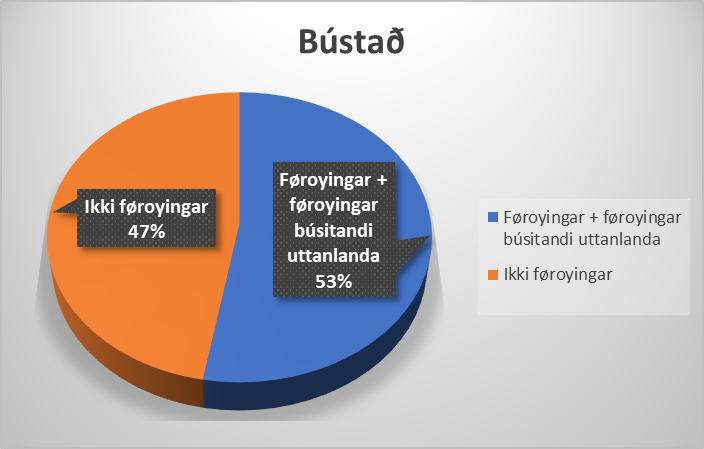 Bústað
Ikki føroyingar
47%
Føroyingar +
føroyingar
búsitandi
uttanlanda
53%
Føroyingar + føroyingar
búsitandi uttanlanda
Ikki føroyingar